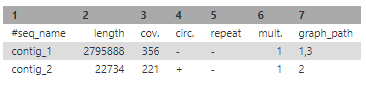 1 2 3 4 5 6 7
#seq_name length cov. circ. repeat mult. graph_path
contig_1 2795888 356 - - 1 1,3
contig_2 22734 221 + - 1 2